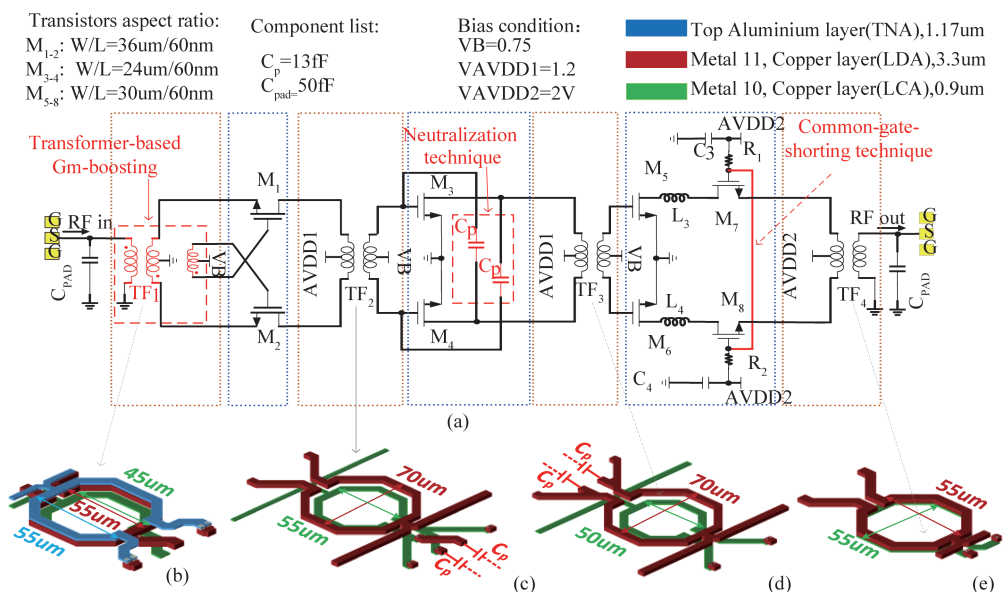 Transistors aspect ratio:
M1-2: W/L=36um/60nm
M3-4: W/L=24um/60nm
M5-8: W/L=30um/60nm
Component list:
Cp=13fF
Cpad=50fF
Bias condition:
VB=0.75
VAVDD1=1.2
VAVDD2=2V
Top Aluminium layer(TNA),1.17um
Metal 11, Copper layer(LDA),3.3um
Metal 10, Copper layer(LCA),0.9um
Transformer-based
Gm-boosting
Neutralization
technique
Common-gate-
shorting technique
G
S
G
RF in
CPAD
TF1
VB
M1
M2
AVDD1
TF2
VB
M3
M4
Cp
Cp
AVDD1
TF3
VB
M5
M6
L3
L4
C3
AVDD2
R1
M7
M8
R2
C4
AVDD2
AVDD2
TF4
RF out
G
S
G
CPAD
(a)
45um
55um
55um
(b)
70um
55um
Cp
Cp
(c)
Cp
Cp
70um
50um
(d)
55um
55um
(e)